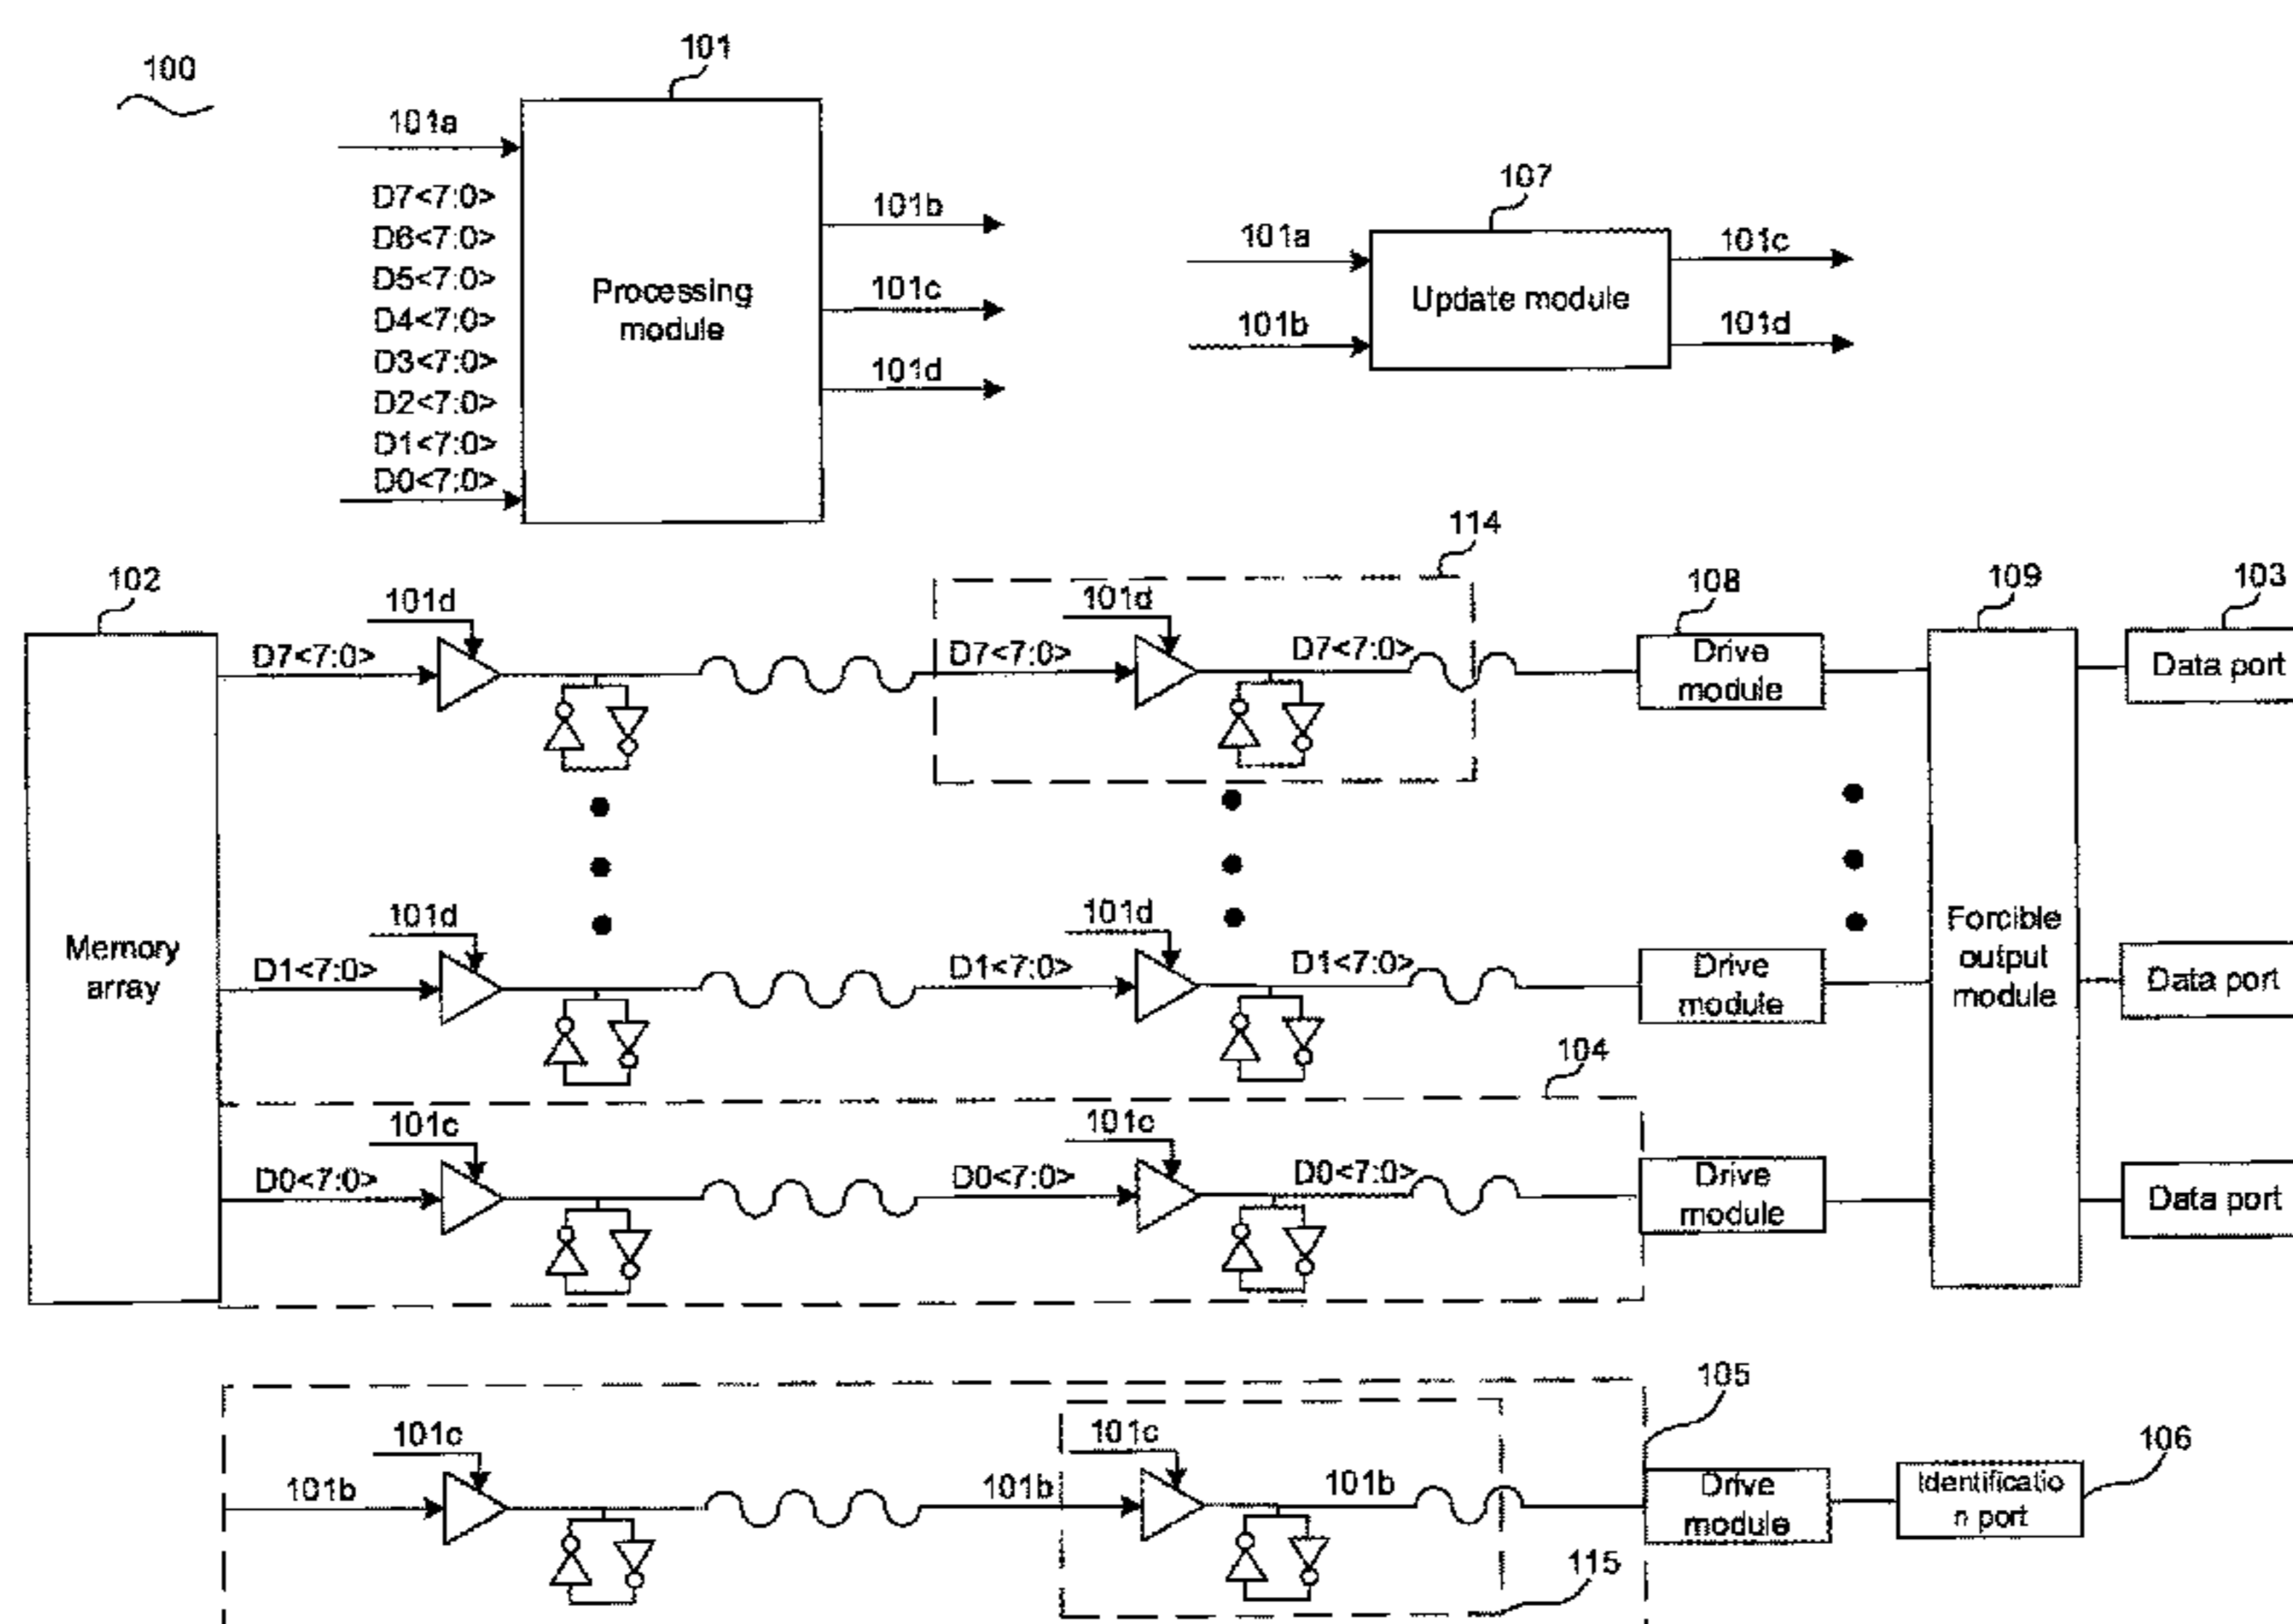 100
101
101a
D7<7:0>
D6<7:0>
D5<7:0>
D4<7:0>
D3<7:0>
D2<7:0>
D1<7:0>
D0<7:0>
Processing
module
101b
101c
101d
107
101a
101b
Update module
101c
101d
102
Memory
array
101d
D7<7:0>
114
101d
D7<7:0>
D7<7:0>
108
Drive
module
109
Forcible
output
module
103
Data port
101d
D1<7:0>
101d
D1<7:0>
D1<7:0>
Drive
module
Data port
104
101c
D0<7:0>
101c
D0<7:0>
D0<7:0>
Drive
module
Data port
105
101c
101b
101c
101b
101b
Drive
module
106
Identificatio
n port
115